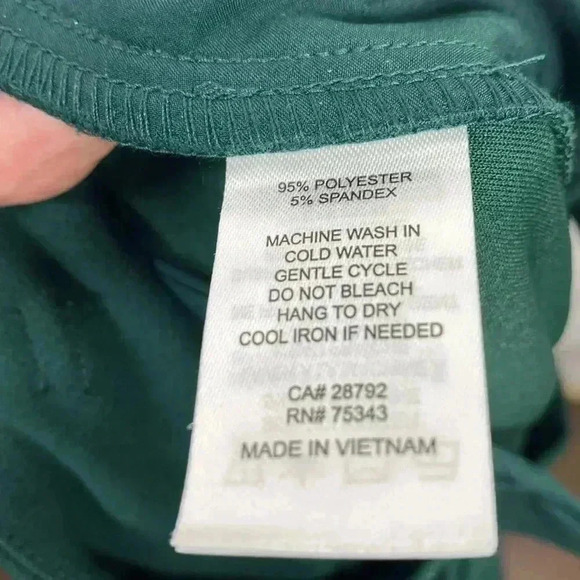 95% POLYESTER
5% SPANDEX
MACHINE WASH IN
COLD WATER
GENTLE CYCLE
DO NOT BLEACH
HANG TO DRY
COOL IRON IF NEEDED
CA# 28792
RN# 75343
MADE IN VIETNAM